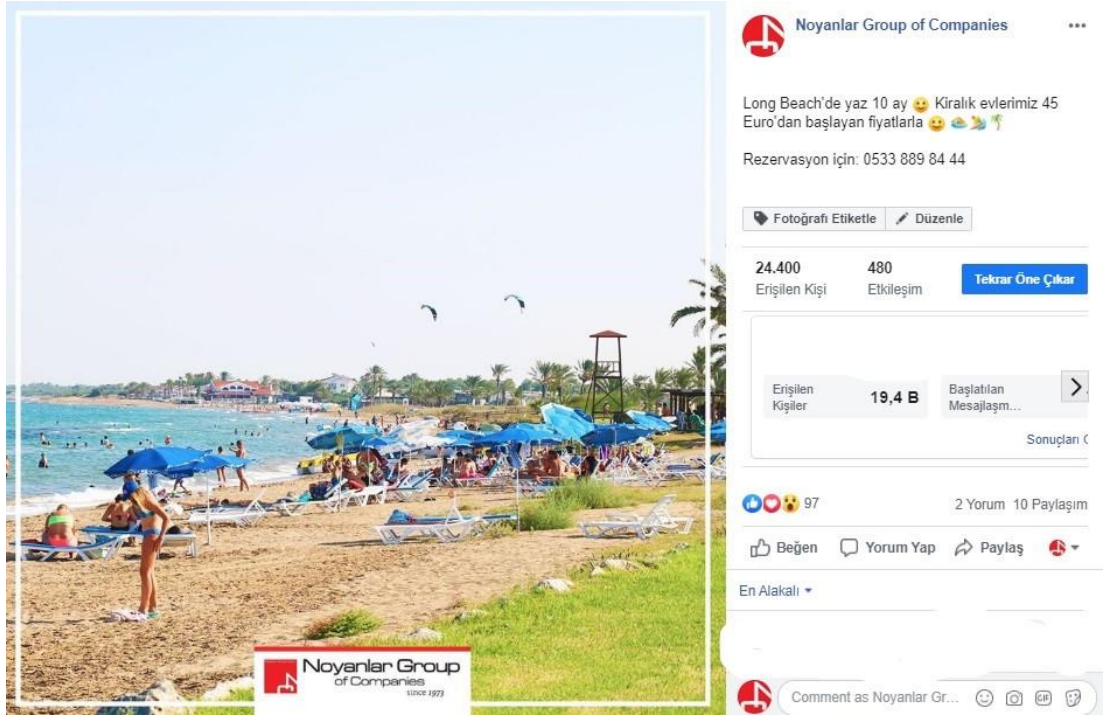 Noyanlar Group of Companies
Long Beach'de yaz 10 ay 😀 Kiralık evlerimiz 45
Euro'dan başlayan fiyatlarla 😀 🏊 🏄 🌴
Rezervasyon için: 0533 889 84 44
Fotoğrafı Etiketle
Düzenle
24.400
480
Erişilen Kişi
Etkileşim
Tekrar Öne Çıkar
Erişilen
Kişiler
19,4 B
Başlatılan
Mesajlaşm...
Sonuçları
97
2 Yorum 10 Paylaşım
Beğen
Yorum Yap
Paylaş
En Alakalı
Comment as Noyanlar Gr...
GIF
Noyanlar Group
of Companies
since 1973